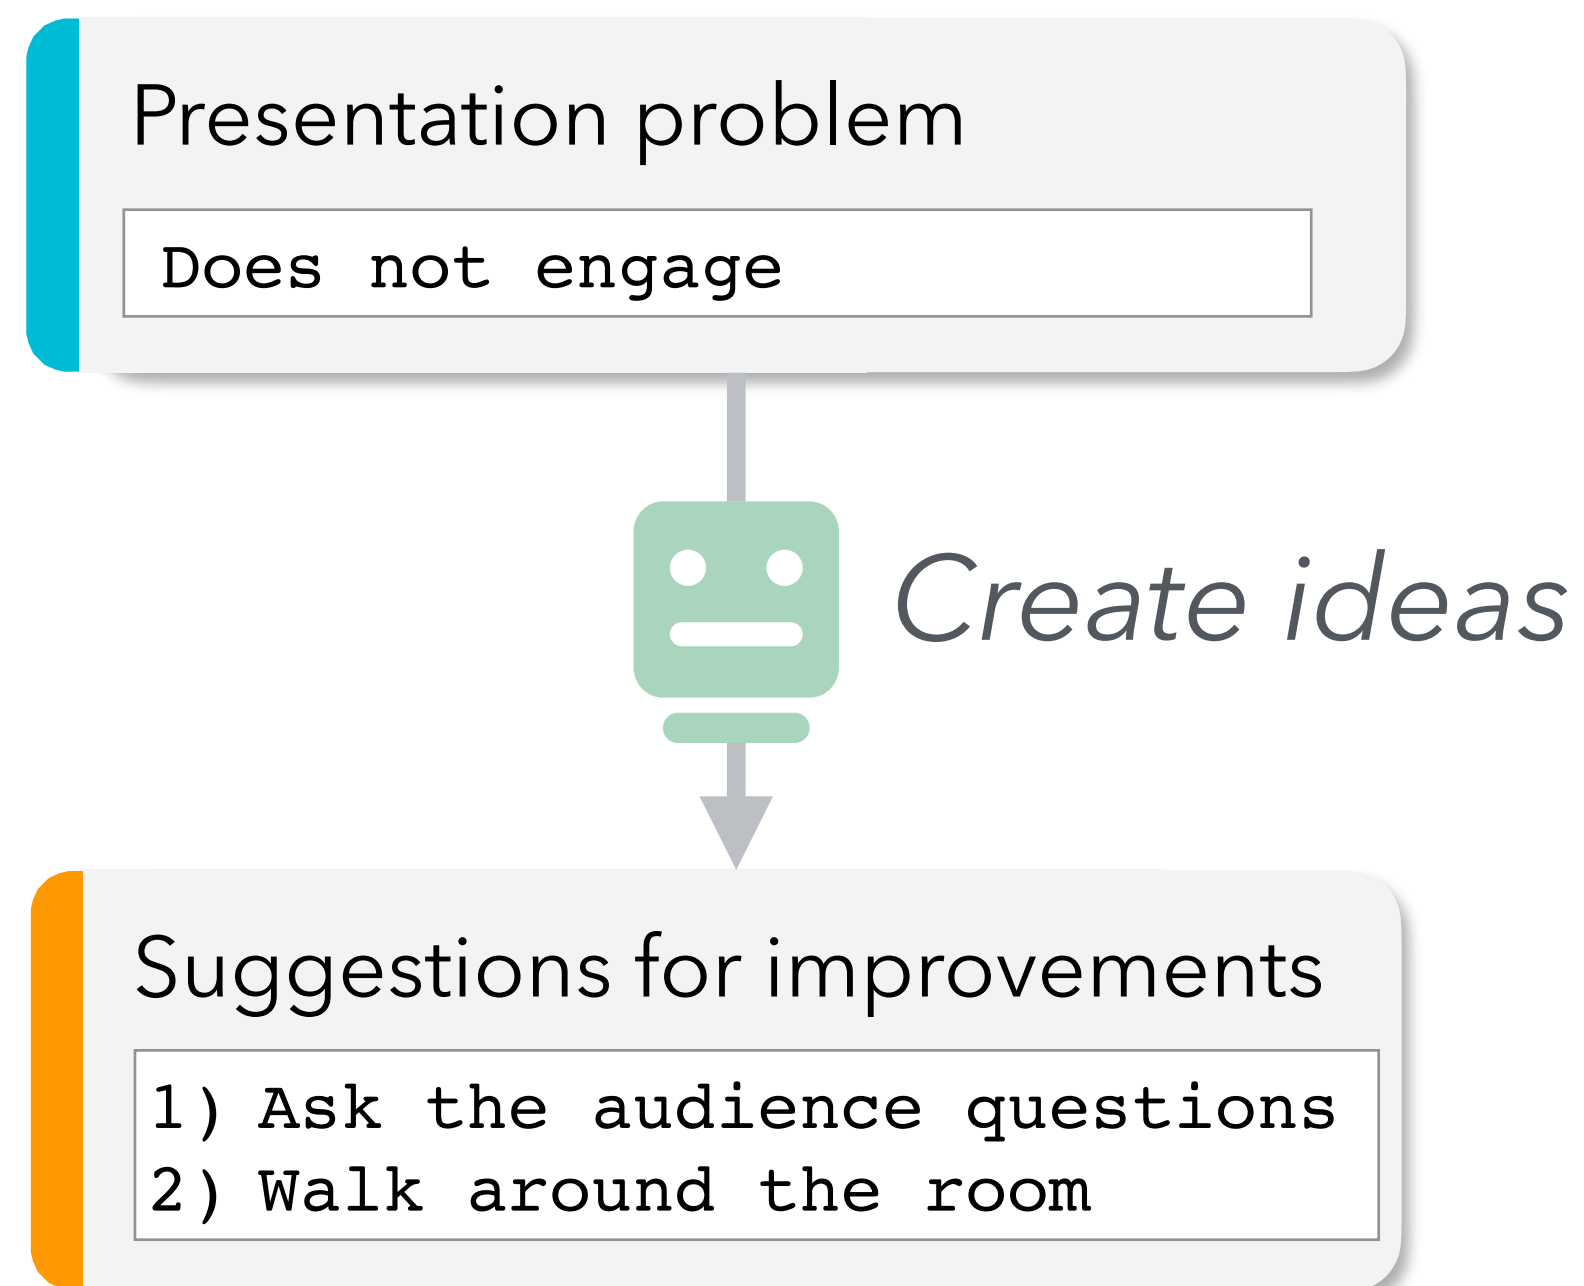 Presentation problem
Does not engage
Create ideas
Suggestions for improvements
1) Ask the audience questions
2) Walk around the room